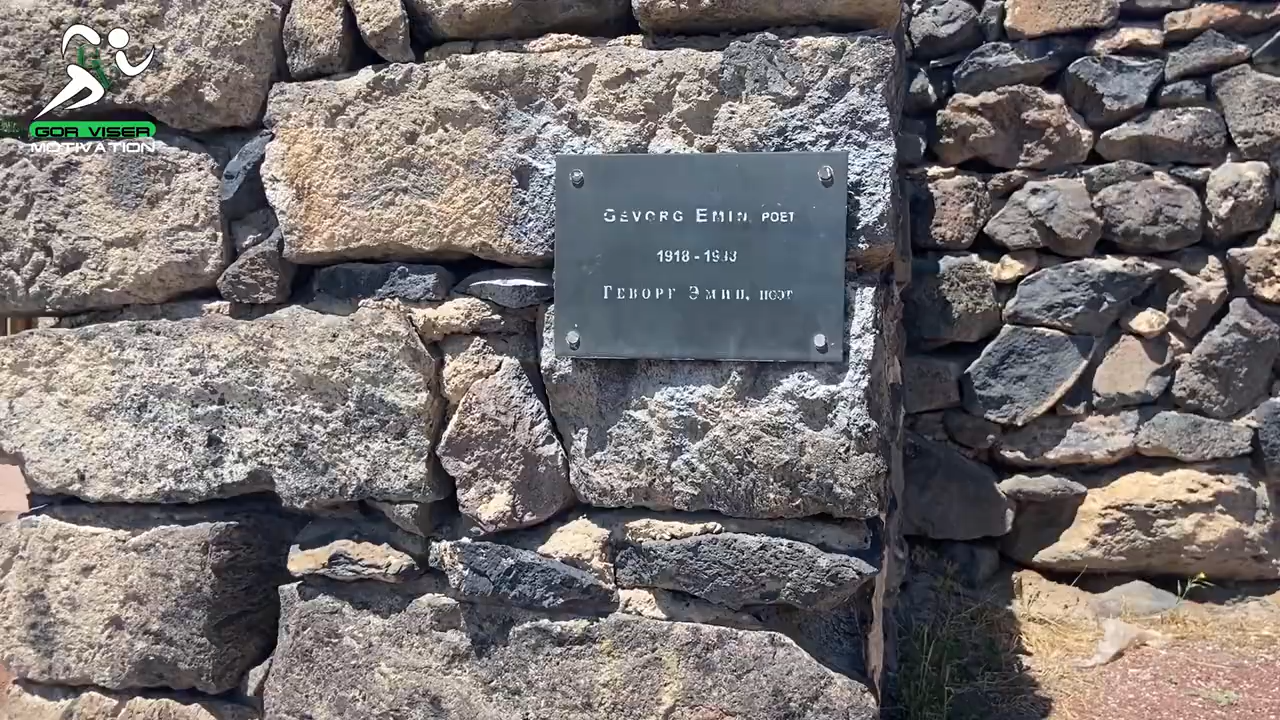 GOR VISER
MOTIVATION
GEVORG EMIN, POET
1918 -
ГЕВОРГ ЭМИН, ПОЭТ